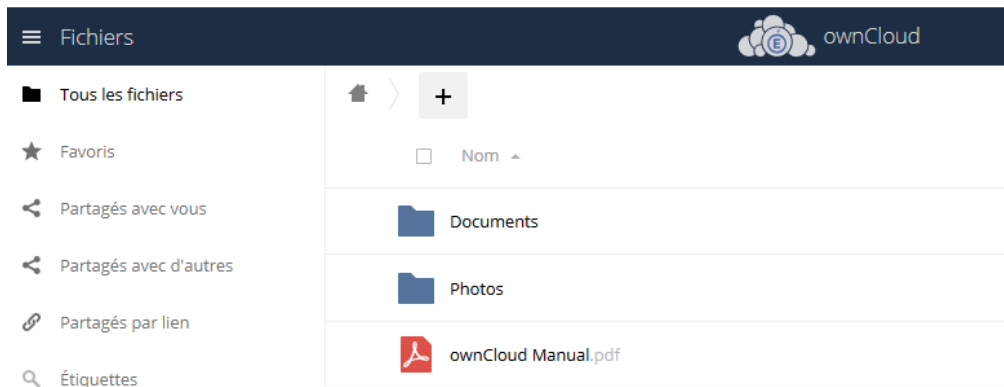 Fichiers
É
ownCloud
Tous les fichiers
Favoris
Partagés avec vous
Partagés avec d'autres
Partagés par lien
Étiquettes
+
Nom
Documents
Photos
ownCloud Manual.pdf